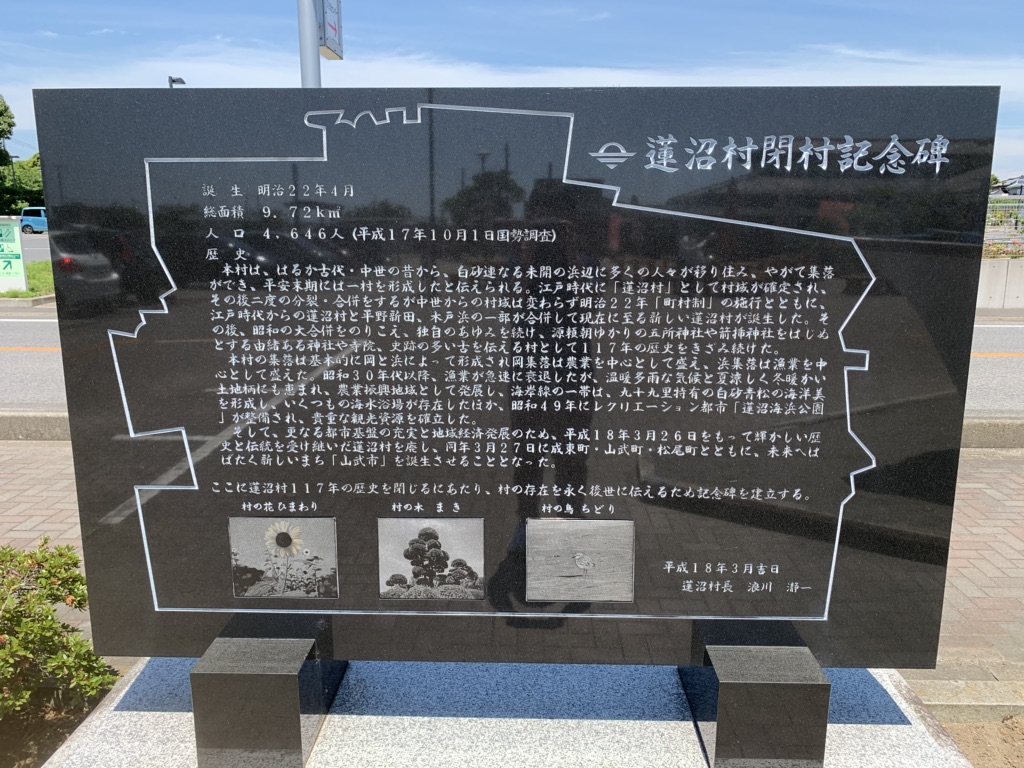 蓮沼村閉村記念碑
誕 生 明治22年4月
総面積 9.72k㎡
人 口 4,646人 (平成17年10月1日国勢調査)
歴 史
本村は、はるか古代・中世の昔から、白砂連なる未開の浜辺に多くの人々が移り住み、やがて集落
ができ、平安末期には一村を形成したと伝えられる。江戸時代に「蓮沼村」として村域が確定され、
その後二度の分裂・合併をするが中世からの村域は変わらず明治22年「町村制」の施行とともに、
江戸時代からの蓮沼村と平野新田、木戸浜の一部が合併して現在に至る新しい蓮沼村が誕生した。そ
の後、昭和の大合併をのりこえ、独自のあゆみを続け、源頼朝ゆかりの五所神社や箭挿神社をはじめ
とする由緒ある神社や寺院、史跡の多い古を伝える村として117年の歴史をきざみ続けた。
本村の集落は基本的に岡と浜によって形成され岡集落は農業を中心として盛え、浜集落は漁業を中
心として盛えた。昭和30年代以降、漁業が急速に衰退したが、温暖多雨な気候と夏涼しく冬暖かい
土地柄にも恵まれ、農業振興地域として発展し、海岸線の一帯は、九十九里特有の白砂青松の海洋美
を形成し、いくつもの海水浴場が存在したほか、昭和49年にレクリエーション都市「蓮沼海浜公園
」が整備され、貴重な観光資源を確立した。
そして、更なる都市基盤の充実と地域経済発展のため、平成18年3月26日をもって輝かしい歴
史と伝統を受け継いだ蓮沼村を廃し、同年3月27日に成東町・山武町・松尾町とともに、未来へは
ばたく新しいまち「山武市」を誕生させることとなった。
ここに蓮沼村117年の歴史を閉じるにあたり、村の存在を永く後世に伝えるため記念碑を建立する。
村の花 ひまわり
村の木 まき
村の鳥 ちどり
平成18年3月吉日
蓮沼村長 浪川 瀞一